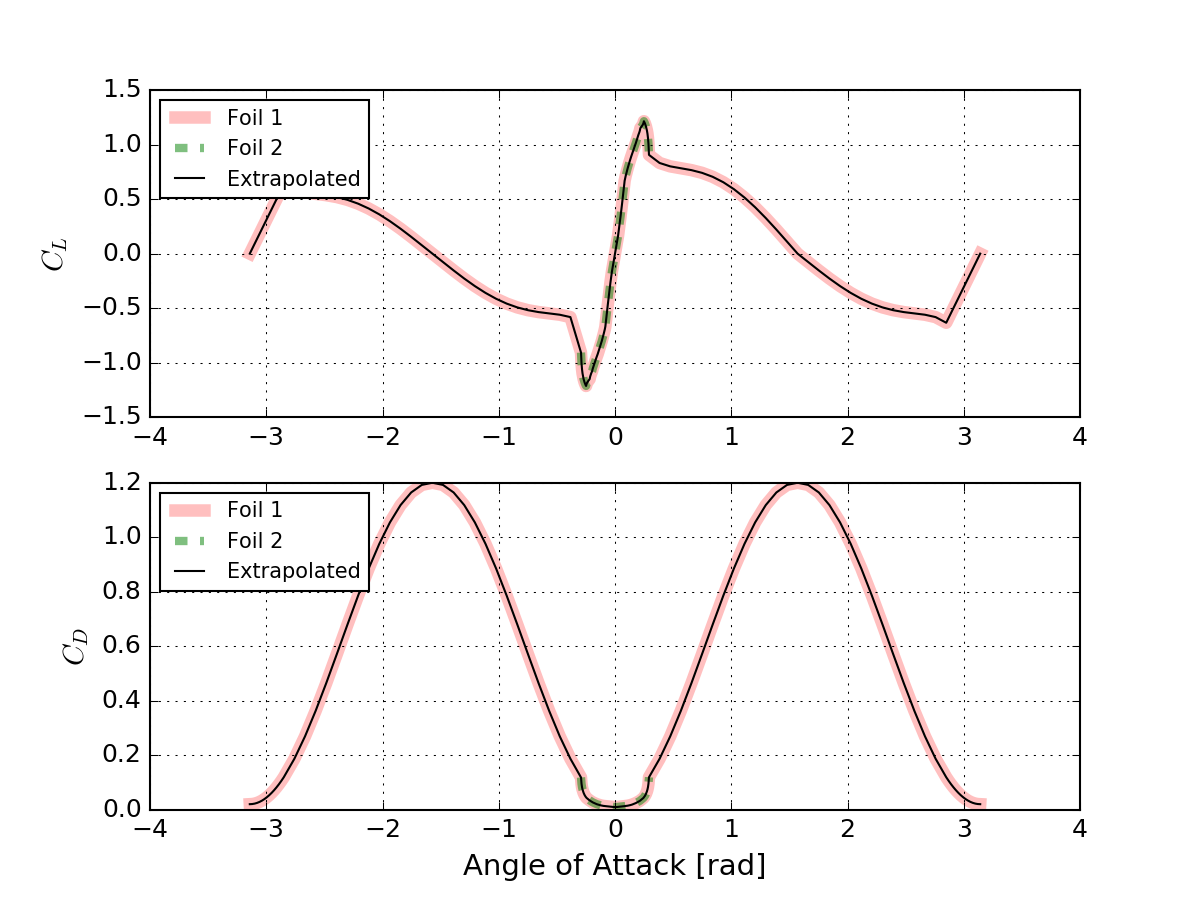 1.5
1.0
0.5
0.0
−0.5
−1.0
−1.5
C_L
Foil 1
Foil 2
Extrapolated
−4 −3 −2 −1 0 1 2 3 4
1.2
1.0
0.8
0.6
0.4
0.2
0.0
C_D
Foil 1
Foil 2
Extrapolated
−4 −3 −2 −1 0 1 2 3 4
Angle of Attack [rad]